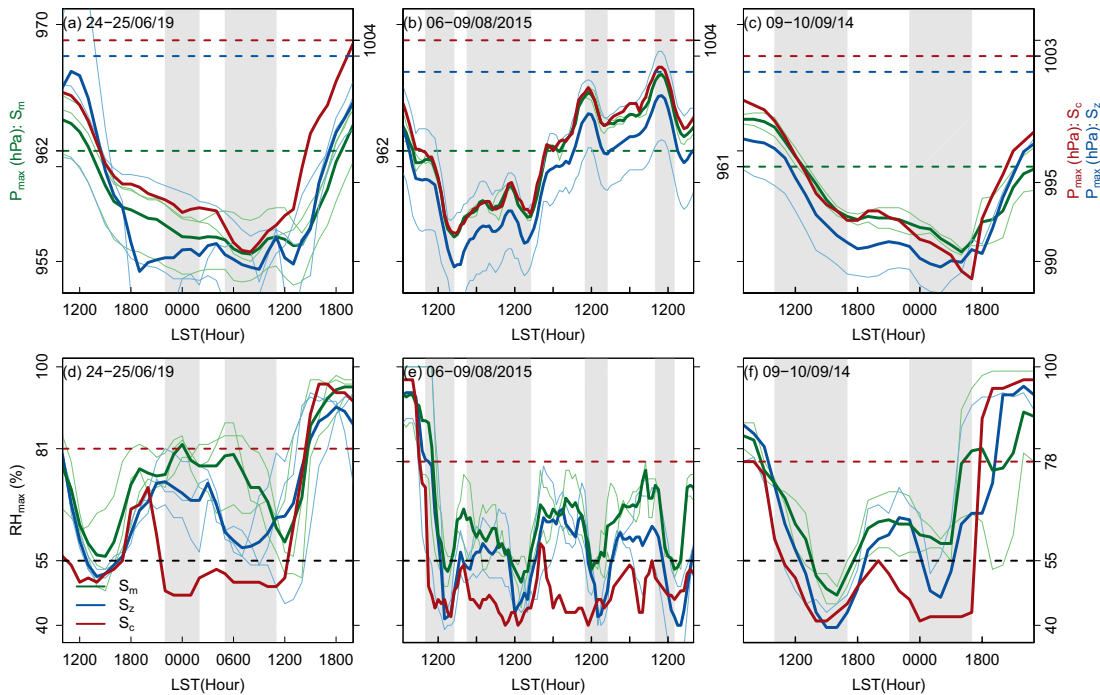 (a) 24−25/06/19
(b) 06−09/08/2015
(c) 09−10/09/14
970
962
955
Pmax (hPa): Sm
1004
962
1004
961
1003
995
990
Pmax (hPa): Sc
Pmax (hPa): Sz
1200 1800 0000 0600 1200 1800
1200 1200 1200 1200
1200 1800 0000 1800
LST(Hour)
LST(Hour)
LST(Hour)
(d) 24−25/06/19
(e) 06−09/08/2015
(f) 09−10/09/14
100
81
55
40
RHmax (%)
Sm
Sz
Sc
100
78
55
40
1200 1800 0000 0600 1200 1800
1200 1200 1200 1200
1200 1800 0000 1800
LST(Hour)
LST(Hour)
LST(Hour)